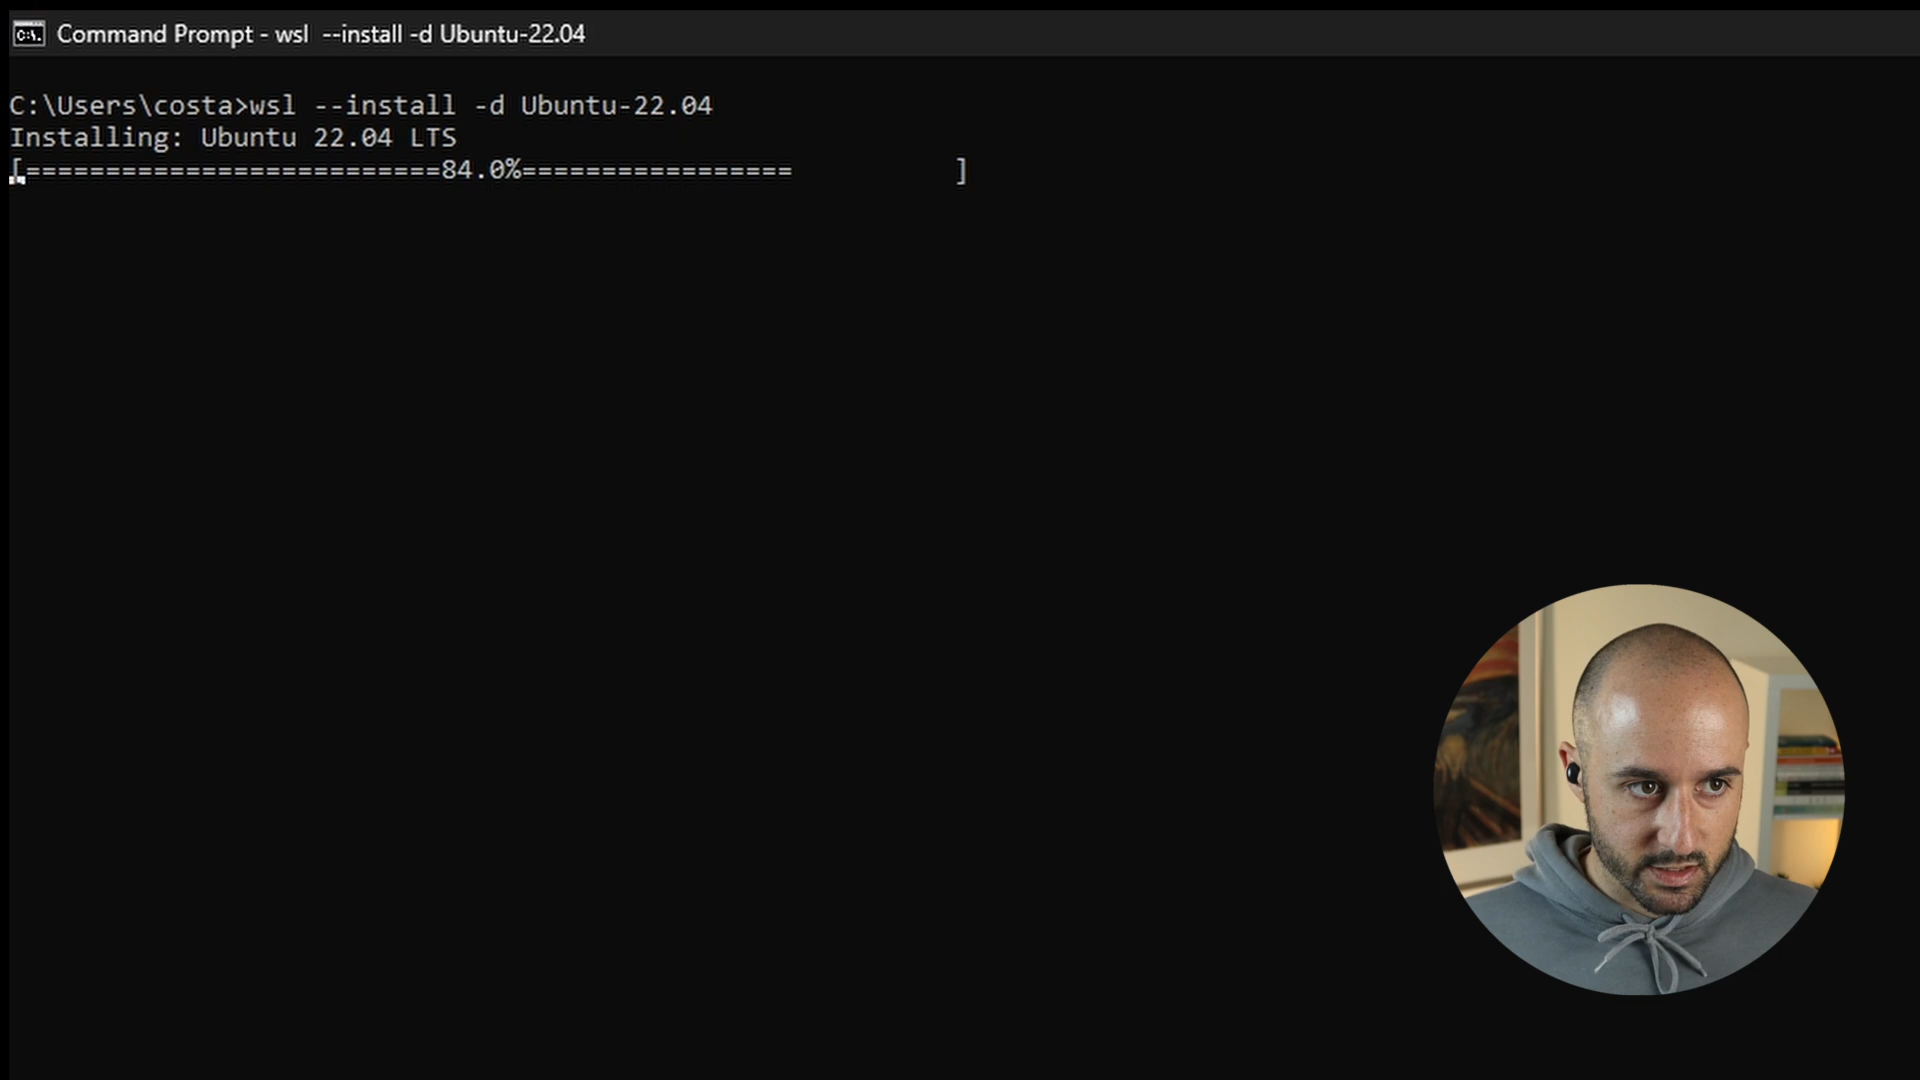 Command Prompt - wsl  --install -d Ubuntu-22.04
C:\Users\costa>wsl --install -d Ubuntu-22.04
Installing: Ubuntu 22.04 LTS
[==========================84.0%=================          ]